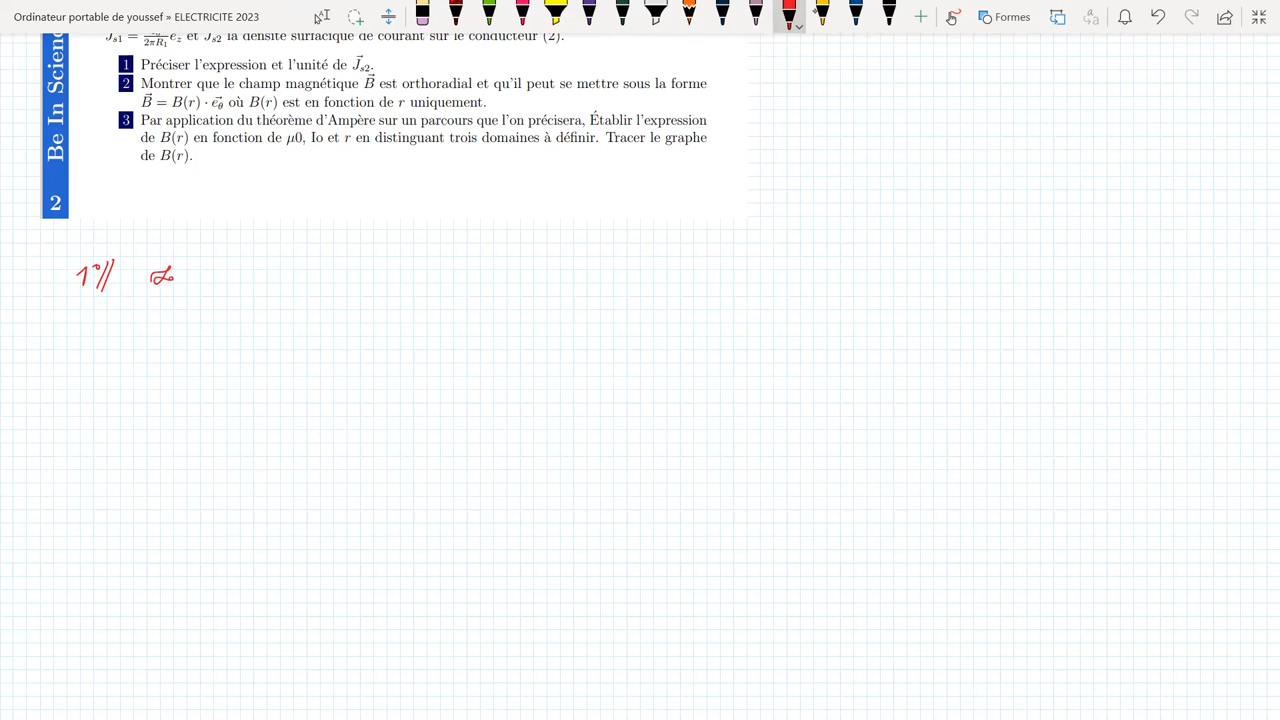 Ordinateur portable de youssef » ELECTRICITE 2023
Formes
Be In Scienc
J⃗s1 = 2πR₁ e⃗z et J⃗s2 la densité surfacique de courant sur le conducteur (2).
1 Préciser l'expression et l'unité de J⃗s2.
2 Montrer que le champ magnétique B⃗ est orthoradial et qu'il peut se mettre sous la forme
B⃗ = B(r) · e⃗θ où B(r) est en fonction de r uniquement.
3 Par application du théorème d'Ampère sur un parcours que l'on précisera, Établir l'expression
de B(r) en fonction de μ0, Io et r en distinguant trois domaines à définir. Tracer le graphe
de B(r).
2
1°//